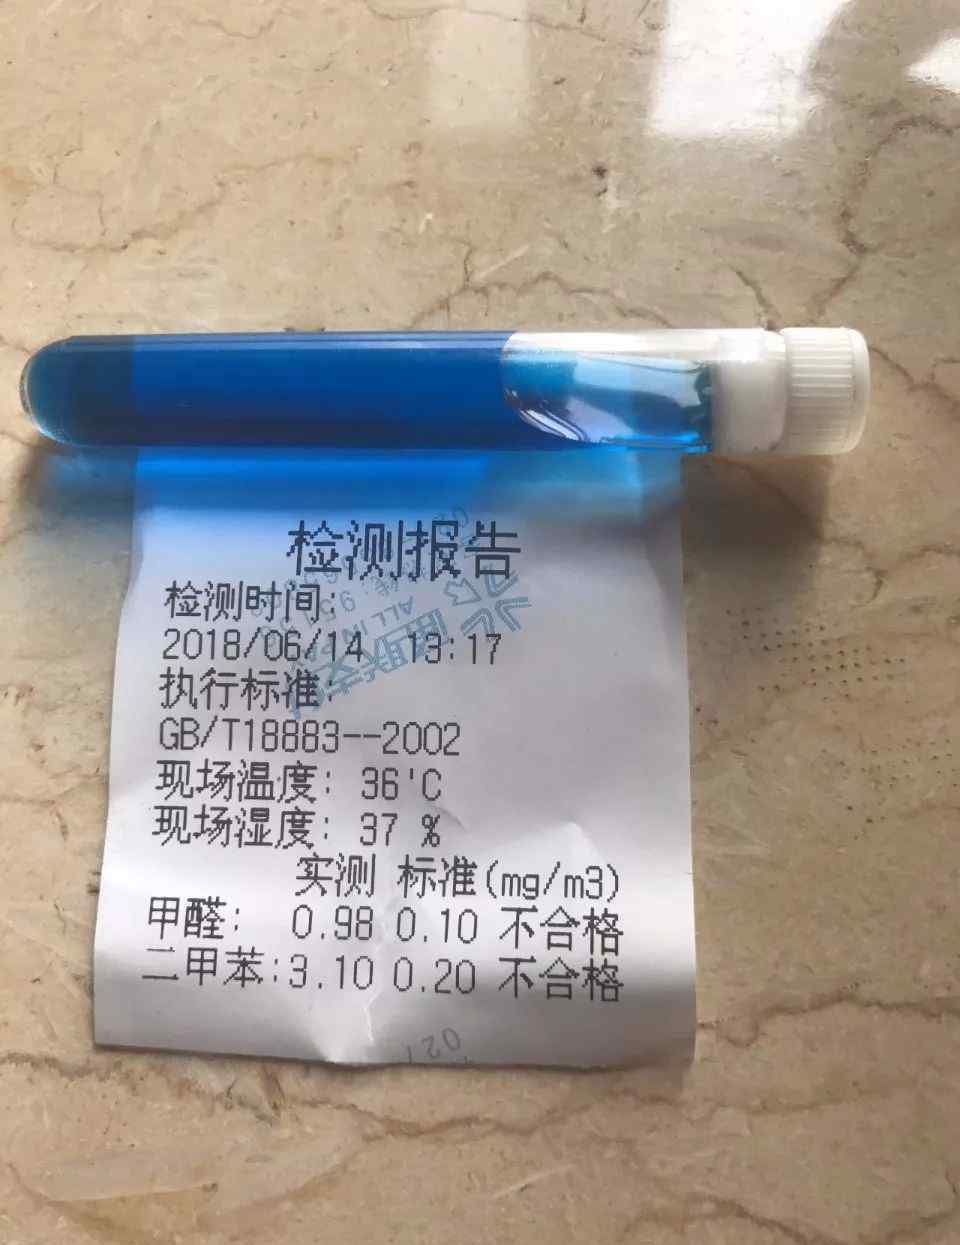 检测报告
检测时间:
2018/06/14 13:17
执行标准:
GB/T18883--2002
现场温度: 36'C
现场湿度: 37 %
实测 标准(mg/m3)
甲醛: 0.98 0.10 不合格
二甲苯:3.10 0.20 不合格